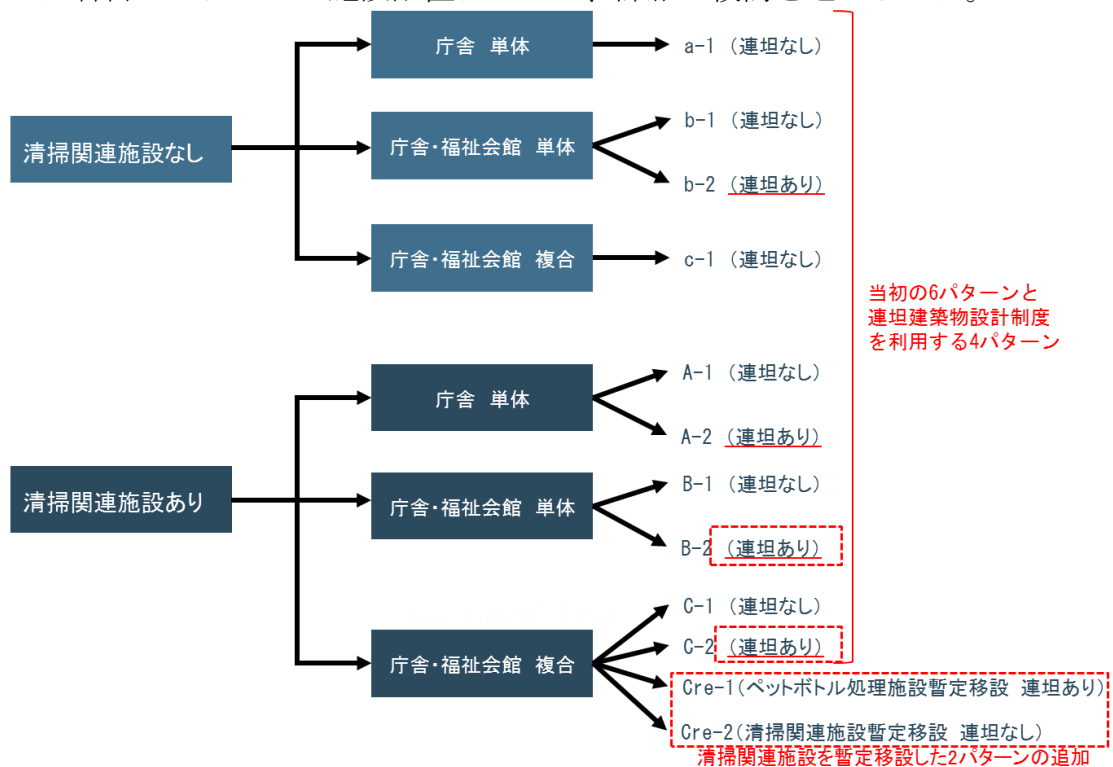 庁舎 単体
a-1 (連坦なし)
清掃関連施設なし
庁舎・福祉会館 単体
b-1 (連坦なし)
b-2 (連坦あり)
庁舎・福祉会館 複合
c-1 (連坦なし)
当初の6パターンと
連坦建築物設計制度
を利用する4パターン
清掃関連施設あり
庁舎 単体
A-1 (連坦なし)
A-2 (連坦あり)
庁舎・福祉会館 単体
B-1 (連坦なし)
B-2 (連坦あり)
庁舎・福祉会館 複合
C-1 (連坦なし)
C-2 (連坦あり)
Cre-1(ペットボトル処理施設暫定移設 連坦あり)
Cre-2(清掃関連施設暫定移設 連坦なし)
清掃関連施設を暫定移設した2パターンの追加